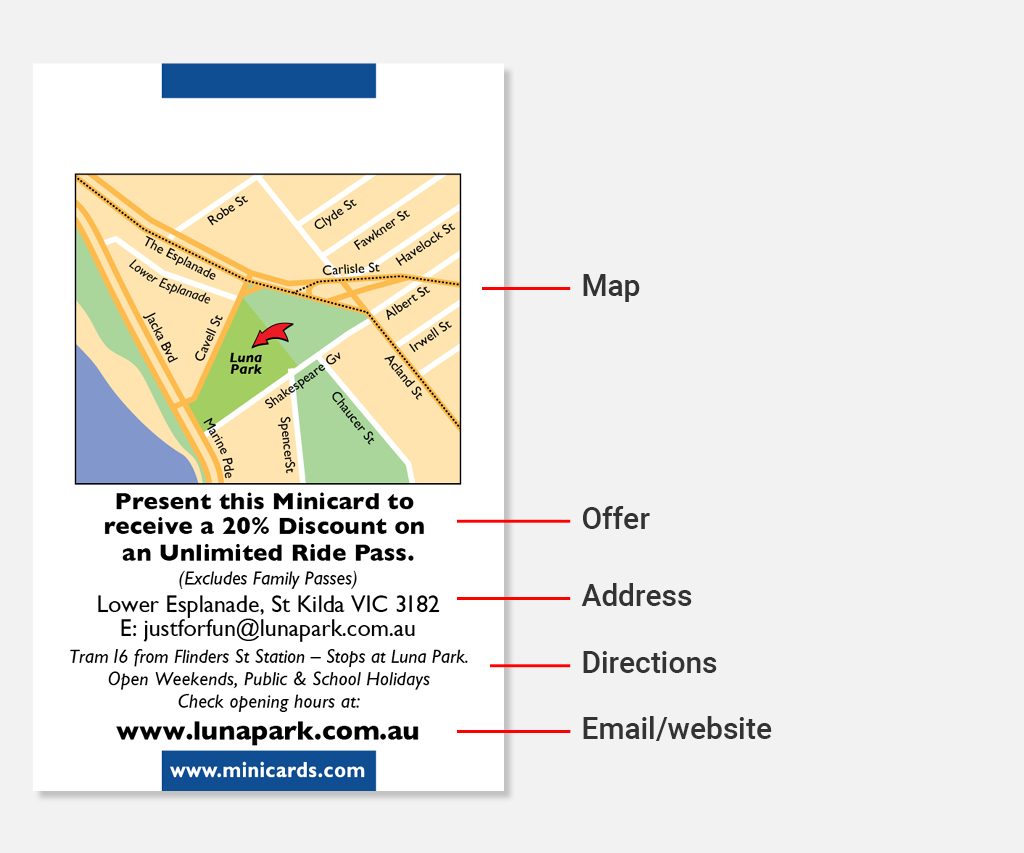 Robe St
Clyde St
Fawkner St
Havelock St
The Esplanade
Lower Esplanade
Carlisle St
Albert St
Irwell St
Jacka Bvd
Cavell St
Luna
Park
Shakespeare Gv
Acland St
Chaucer St
Marine Pde
SpencerSt
Map
Present this Minicard to
receive a 20% Discount on
an Unlimited Ride Pass.
Offer
(Excludes Family Passes)
Lower Esplanade, St Kilda VIC 3182
Address
E: justforfun@lunapark.com.au
Tram 16 from Flinders St Station – Stops at Luna Park.
Directions
Open Weekends, Public & School Holidays
Check opening hours at:
www.lunapark.com.au
Email/website
www.minicards.com